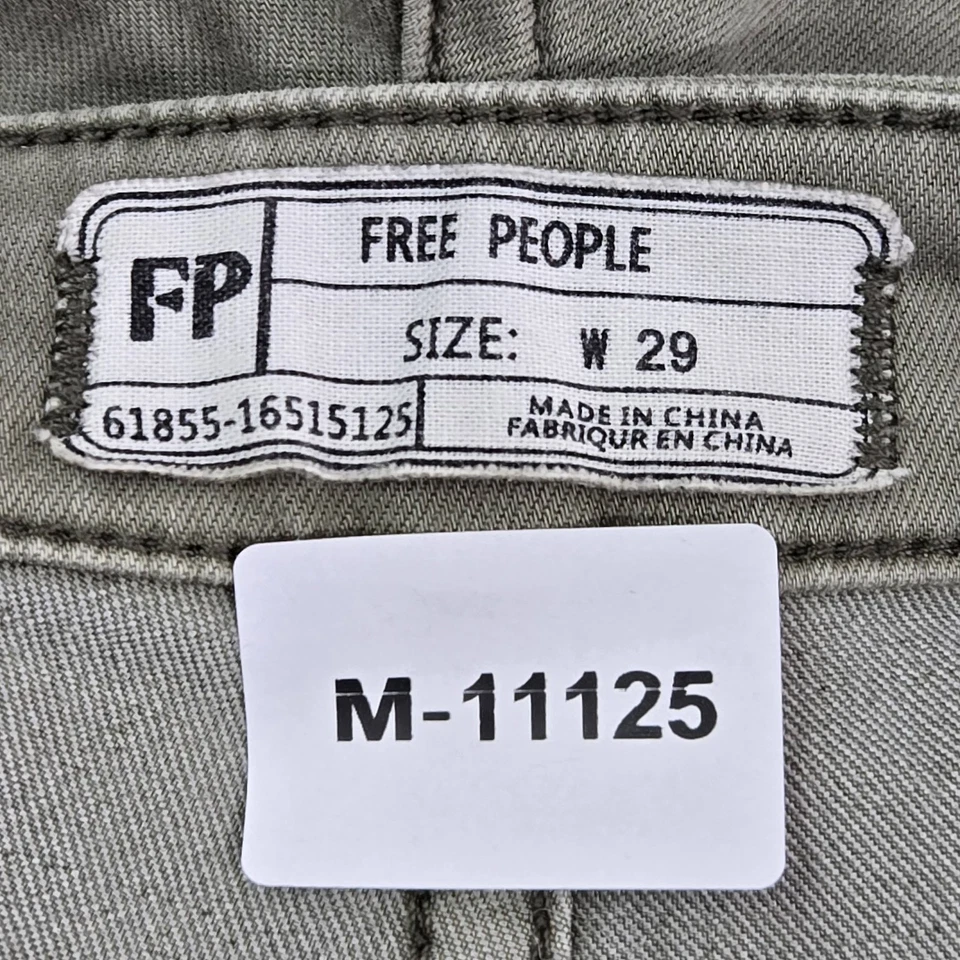 FP
FREE PEOPLE
SIZE: W 29
61855-16515125
MADE IN CHINA
FABRIQUR EN CHINA
M-11125